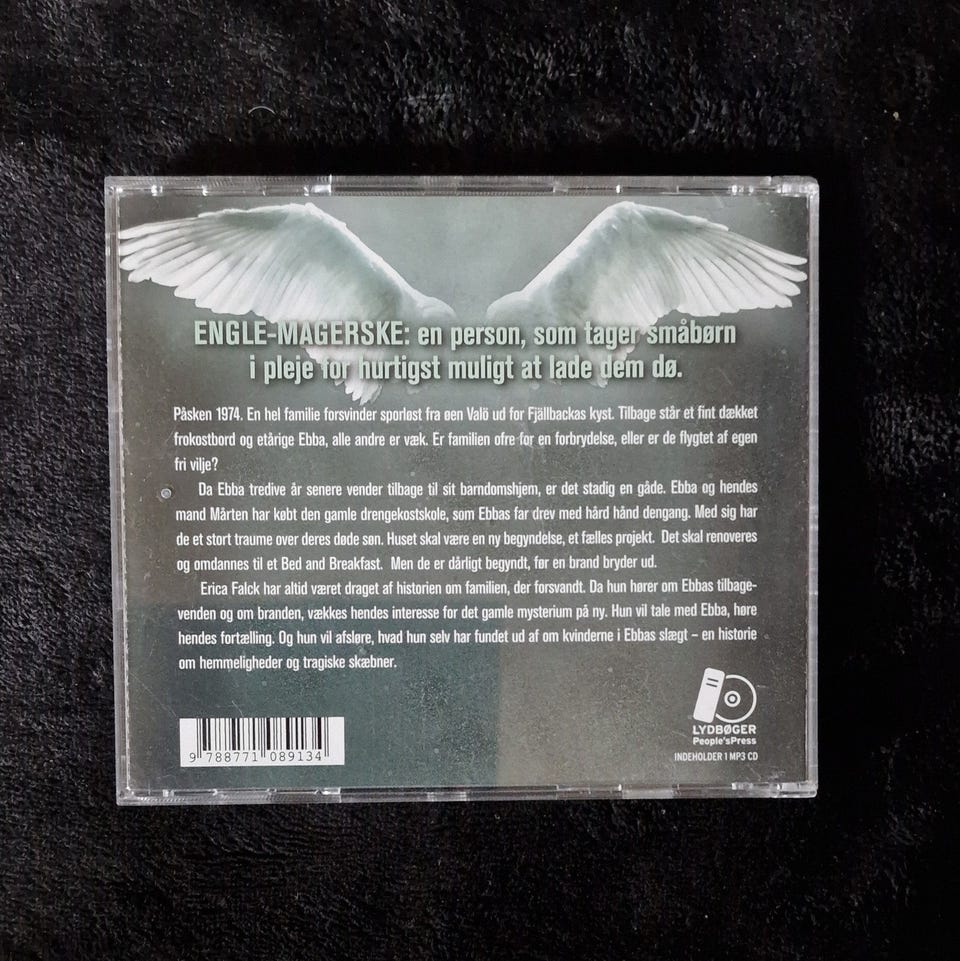 ENGLE-MAGERSKE: en person, som tager småbørn
i pleje for hurtigst muligt at lade dem dø.
Påsken 1974. En hel familie forsvinder sporløst fra øen Valö ud for Fjällbackas kyst. Tilbage står et fint dækket
frokostbord og etårige Ebba, alle andre er væk. Er familien ofre for en forbrydelse, eller er de flygtet af egen
fri vilje?
Da Ebba tredive år senere vender tilbage til sit barndomshjem, er det stadig en gåde. Ebba og hendes
mand Mårten har købt den gamle drengekostskole, som Ebbas far drev med hård hånd dengang. Med sig har
de et stort traume over deres døde søn. Huset skal være en ny begyndelse, et fælles projekt. Det skal renoveres
og omdannes til et Bed and Breakfast. Men de er dårligt begyndt, før en brand bryder ud.
Erica Falck har altid været draget af historien om familien, der forsvandt. Da hun hører om Ebbas tilbage-
venden og om branden, vækkes hendes interesse for det gamle mysterium på ny. Hun vil tale med Ebba, høre
hendes fortælling. Og hun vil afsløre, hvad hun selv har fundet ud af om kvinderne i Ebbas slægt – en historie
om hemmeligheder og tragiske skæbner.
LYDBØGER
People'sPress
INDEHOLDER 1 MP3 CD
9 788771 089134